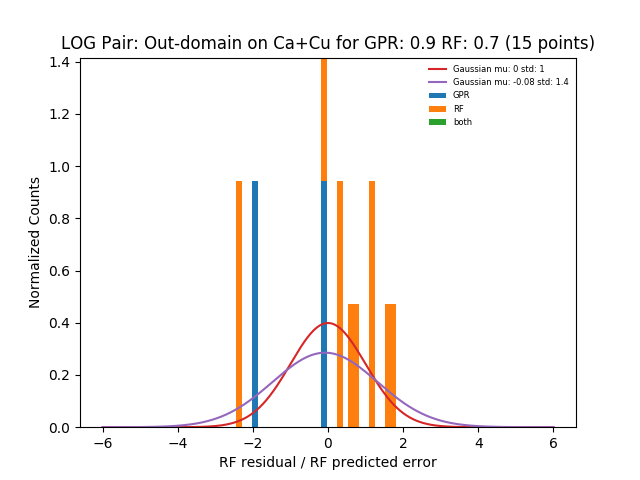 LOG Pair: Out-domain on Ca+Cu for GPR: 0.9 RF: 0.7 (15 points)
Gaussian mu: 0 std: 1
Gaussian mu: -0.08 std: 1.4
GPR
RF
both
Normalized Counts
1.4
1.2
1.0
0.8
0.6
0.4
0.2
0.0
−6 −4 −2 0 2 4 6
RF residual / RF predicted error